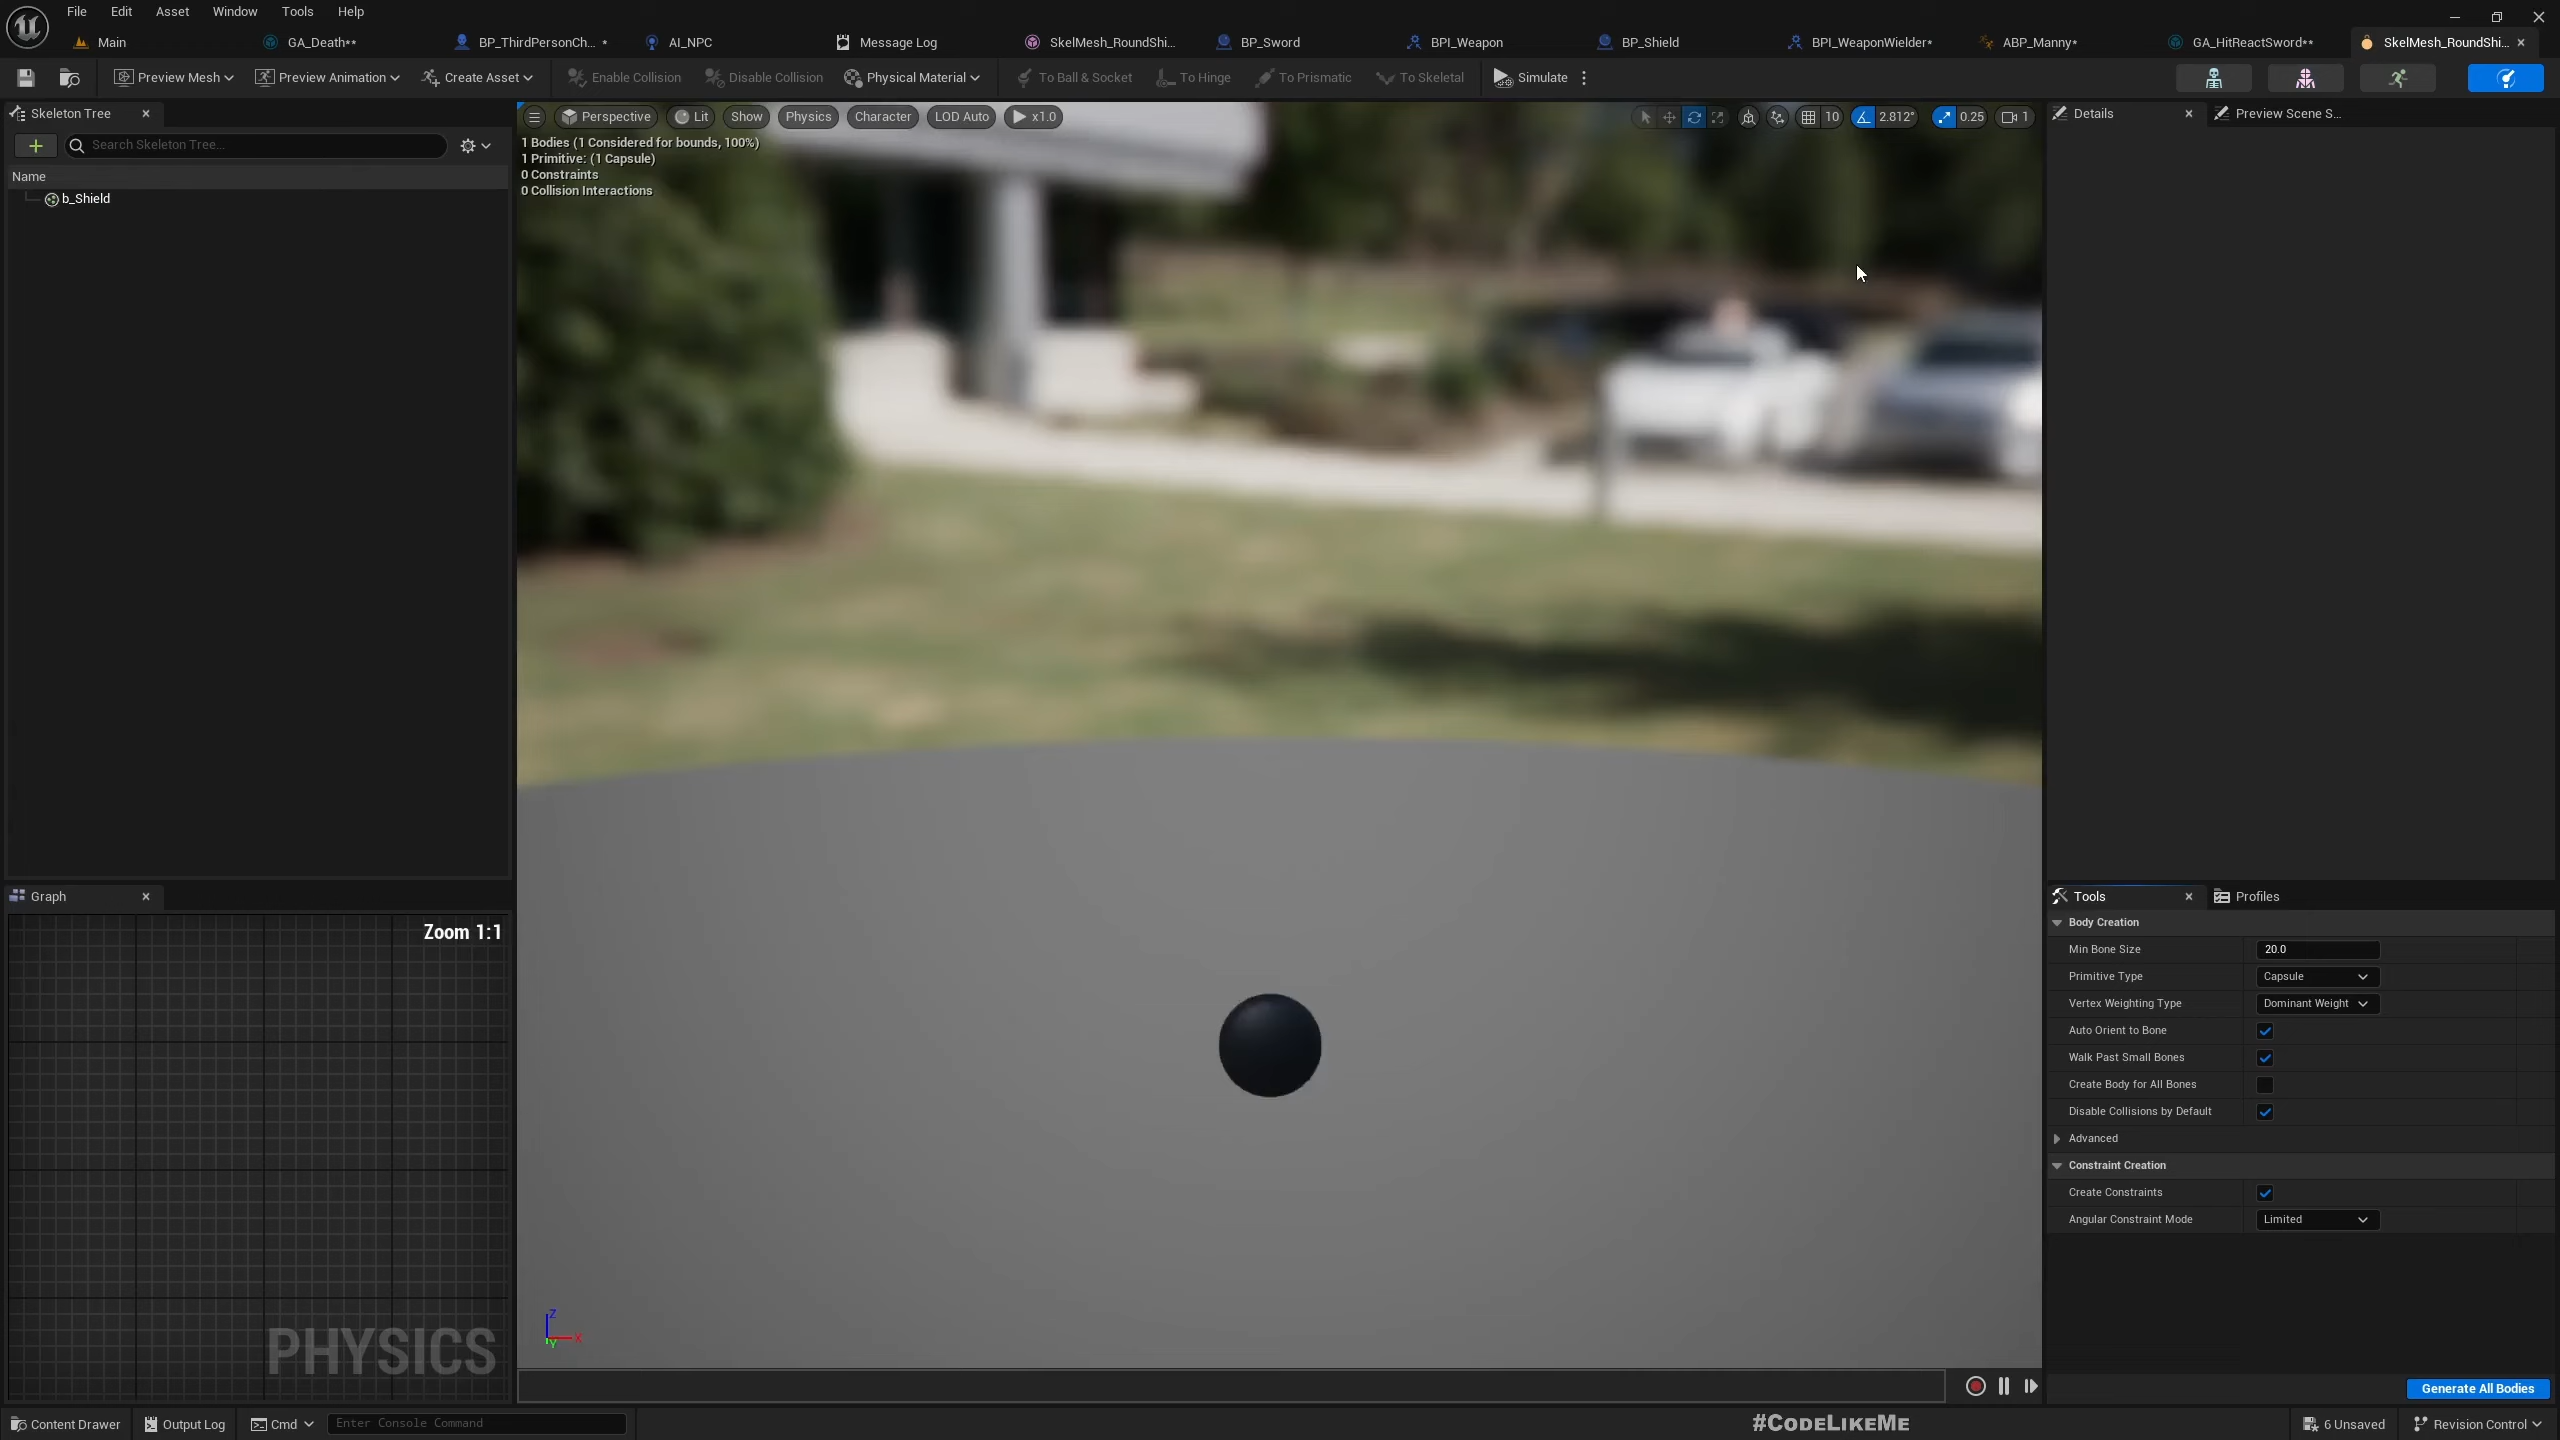 File Edit Asset Window Tools Help
Main GA_Death** BP_ThirdPersonCh... * AI_NPC Message Log SkelMesh_RoundShi... BP_Sword BPI_Weapon BP_Shield BPI_WeaponWielder* ABP_Manny* GA_HitReactSword** SkelMesh_RoundShi...
Preview Mesh Preview Animation Create Asset Enable Collision Disable Collision Physical Material To Ball & Socket To Hinge To Prismatic To Skeletal Simulate
Skeleton Tree
Search Skeleton Tree...
Name
b_Shield
Perspective Lit Show Physics Character LOD Auto x1.0 10 2.812° 0.25 1
1 Bodies (1 Considered for bounds, 100%)
1 Primitive: (1 Capsule)
0 Constraints
0 Collision Interactions
Details Preview Scene S...
Graph
Zoom 1:1
PHYSICS
Z
X
Y
Tools Profiles
Body Creation
Min Bone Size 20.0
Primitive Type Capsule
Vertex Weighting Type Dominant Weight
Auto Orient to Bone
Walk Past Small Bones
Create Body for All Bones
Disable Collisions by Default
Advanced
Constraint Creation
Create Constraints
Angular Constraint Mode Limited
Generate All Bodies
Content Drawer Output Log Cmd Enter Console Command #CodeLikeMe 6 Unsaved Revision Control